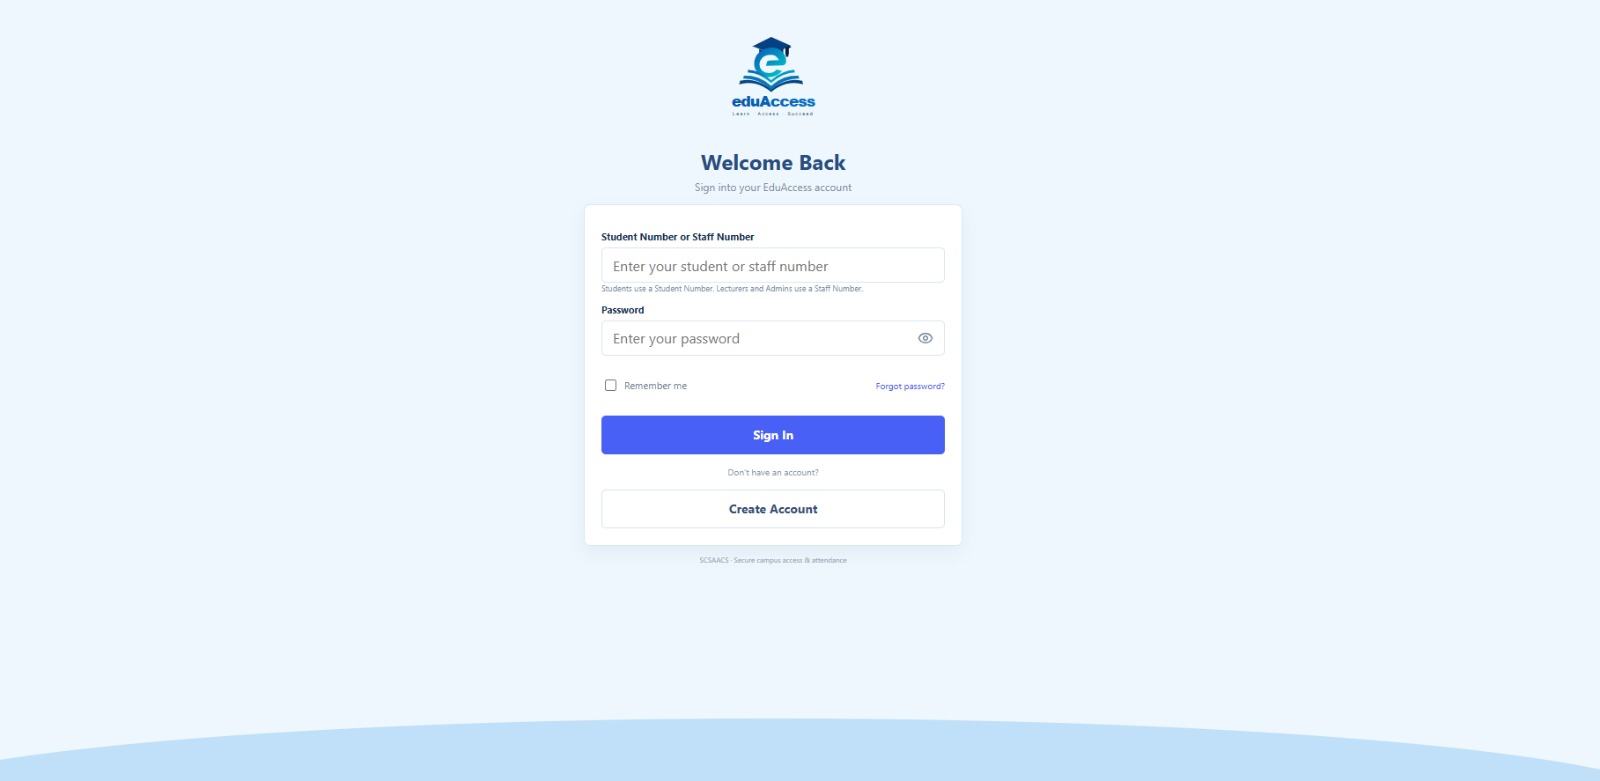 eduAccess
Learn · Access · Succeed
Welcome Back
Sign into your EduAccess account
Student Number or Staff Number
Enter your student or staff number
Students use a Student Number. Lecturers and Admins use a Staff Number.
Password
Enter your password
Remember me
Forgot password?
Sign In
Don't have an account?
Create Account
SCSAACS · Secure campus access & attendance